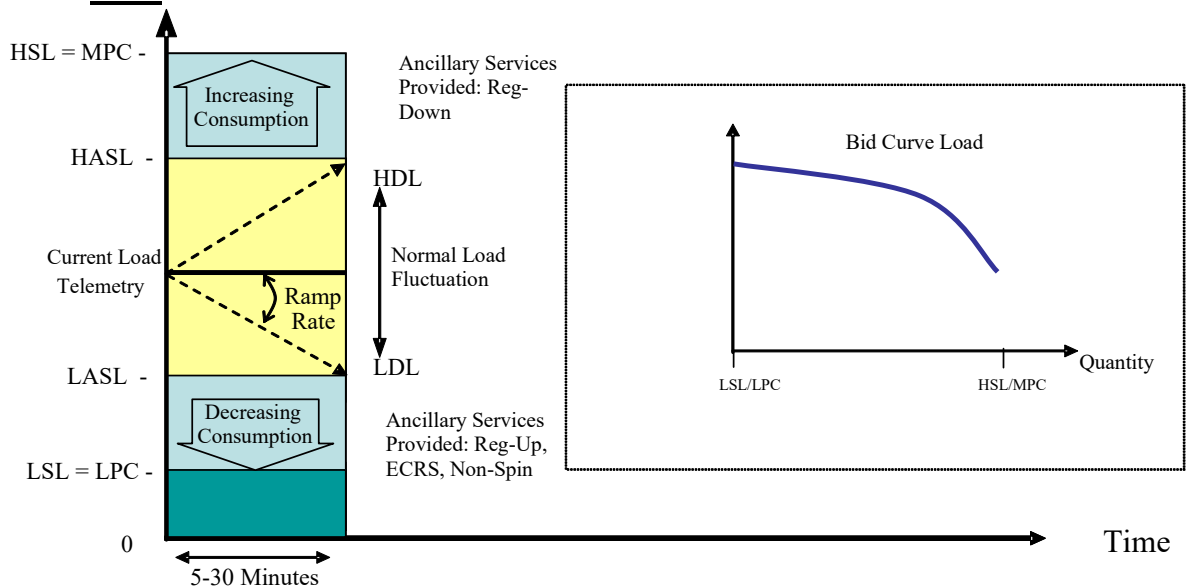 HSL = MPC -
Increasing
Consumption
Ancillary Services
Provided: Reg-
Down
HASL -
HDL
Current Load
Telemetry
Normal Load
Fluctuation
Ramp
Rate
LDL
LASL -
Decreasing
Consumption
Ancillary Services
Provided: Reg-Up,
ECRS, Non-Spin
LSL = LPC -
0
5-30 Minutes
Time
Bid Curve Load
Quantity
LSL/LPC
HSL/MPC